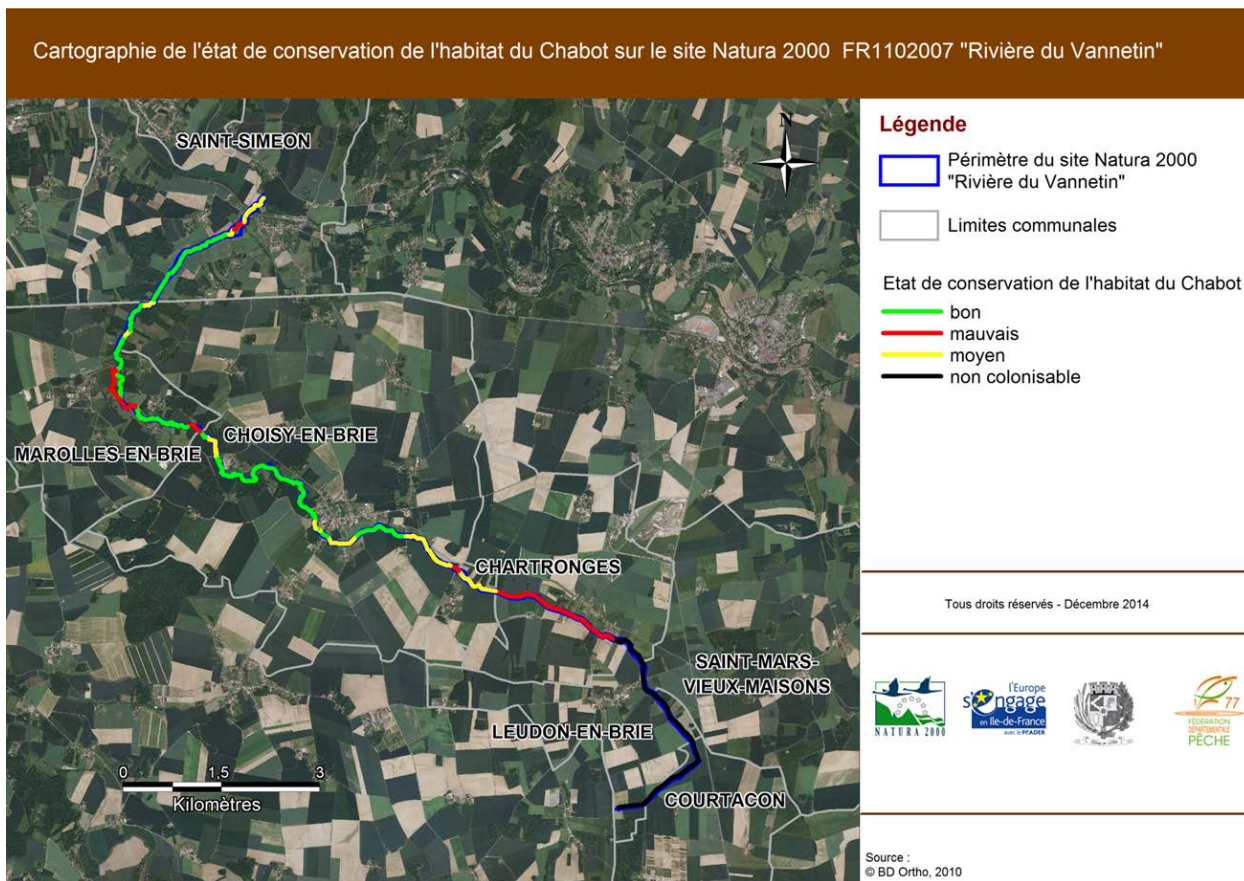 Cartographie de l'état de conservation de l'habitat du Chabot sur le site Natura 2000  FR1102007 "Rivière du Vannetin"
SAINT-SIMEON
N
CHOISY-EN-BRIE
MAROLLES-EN-BRIE
CHARTRONGES
SAINT-MARS-
VIEUX-MAISONS
LEUDON-EN-BRIE
COURTACON
0 1,5 3
Kilomètres
Légende
Périmètre du site Natura 2000
"Rivière du Vannetin"
Limites communales
Etat de conservation de l'habitat du Chabot
bon
mauvais
moyen
non colonisable
Tous droits réservés - Décembre 2014
NATURA 2000
l'Europe
s'engage
en Ile-de-France
avec le FEADER
77
FÉDÉRATION
DÉPARTEMENTALE
PÊCHE
Source :
© BD Ortho, 2010